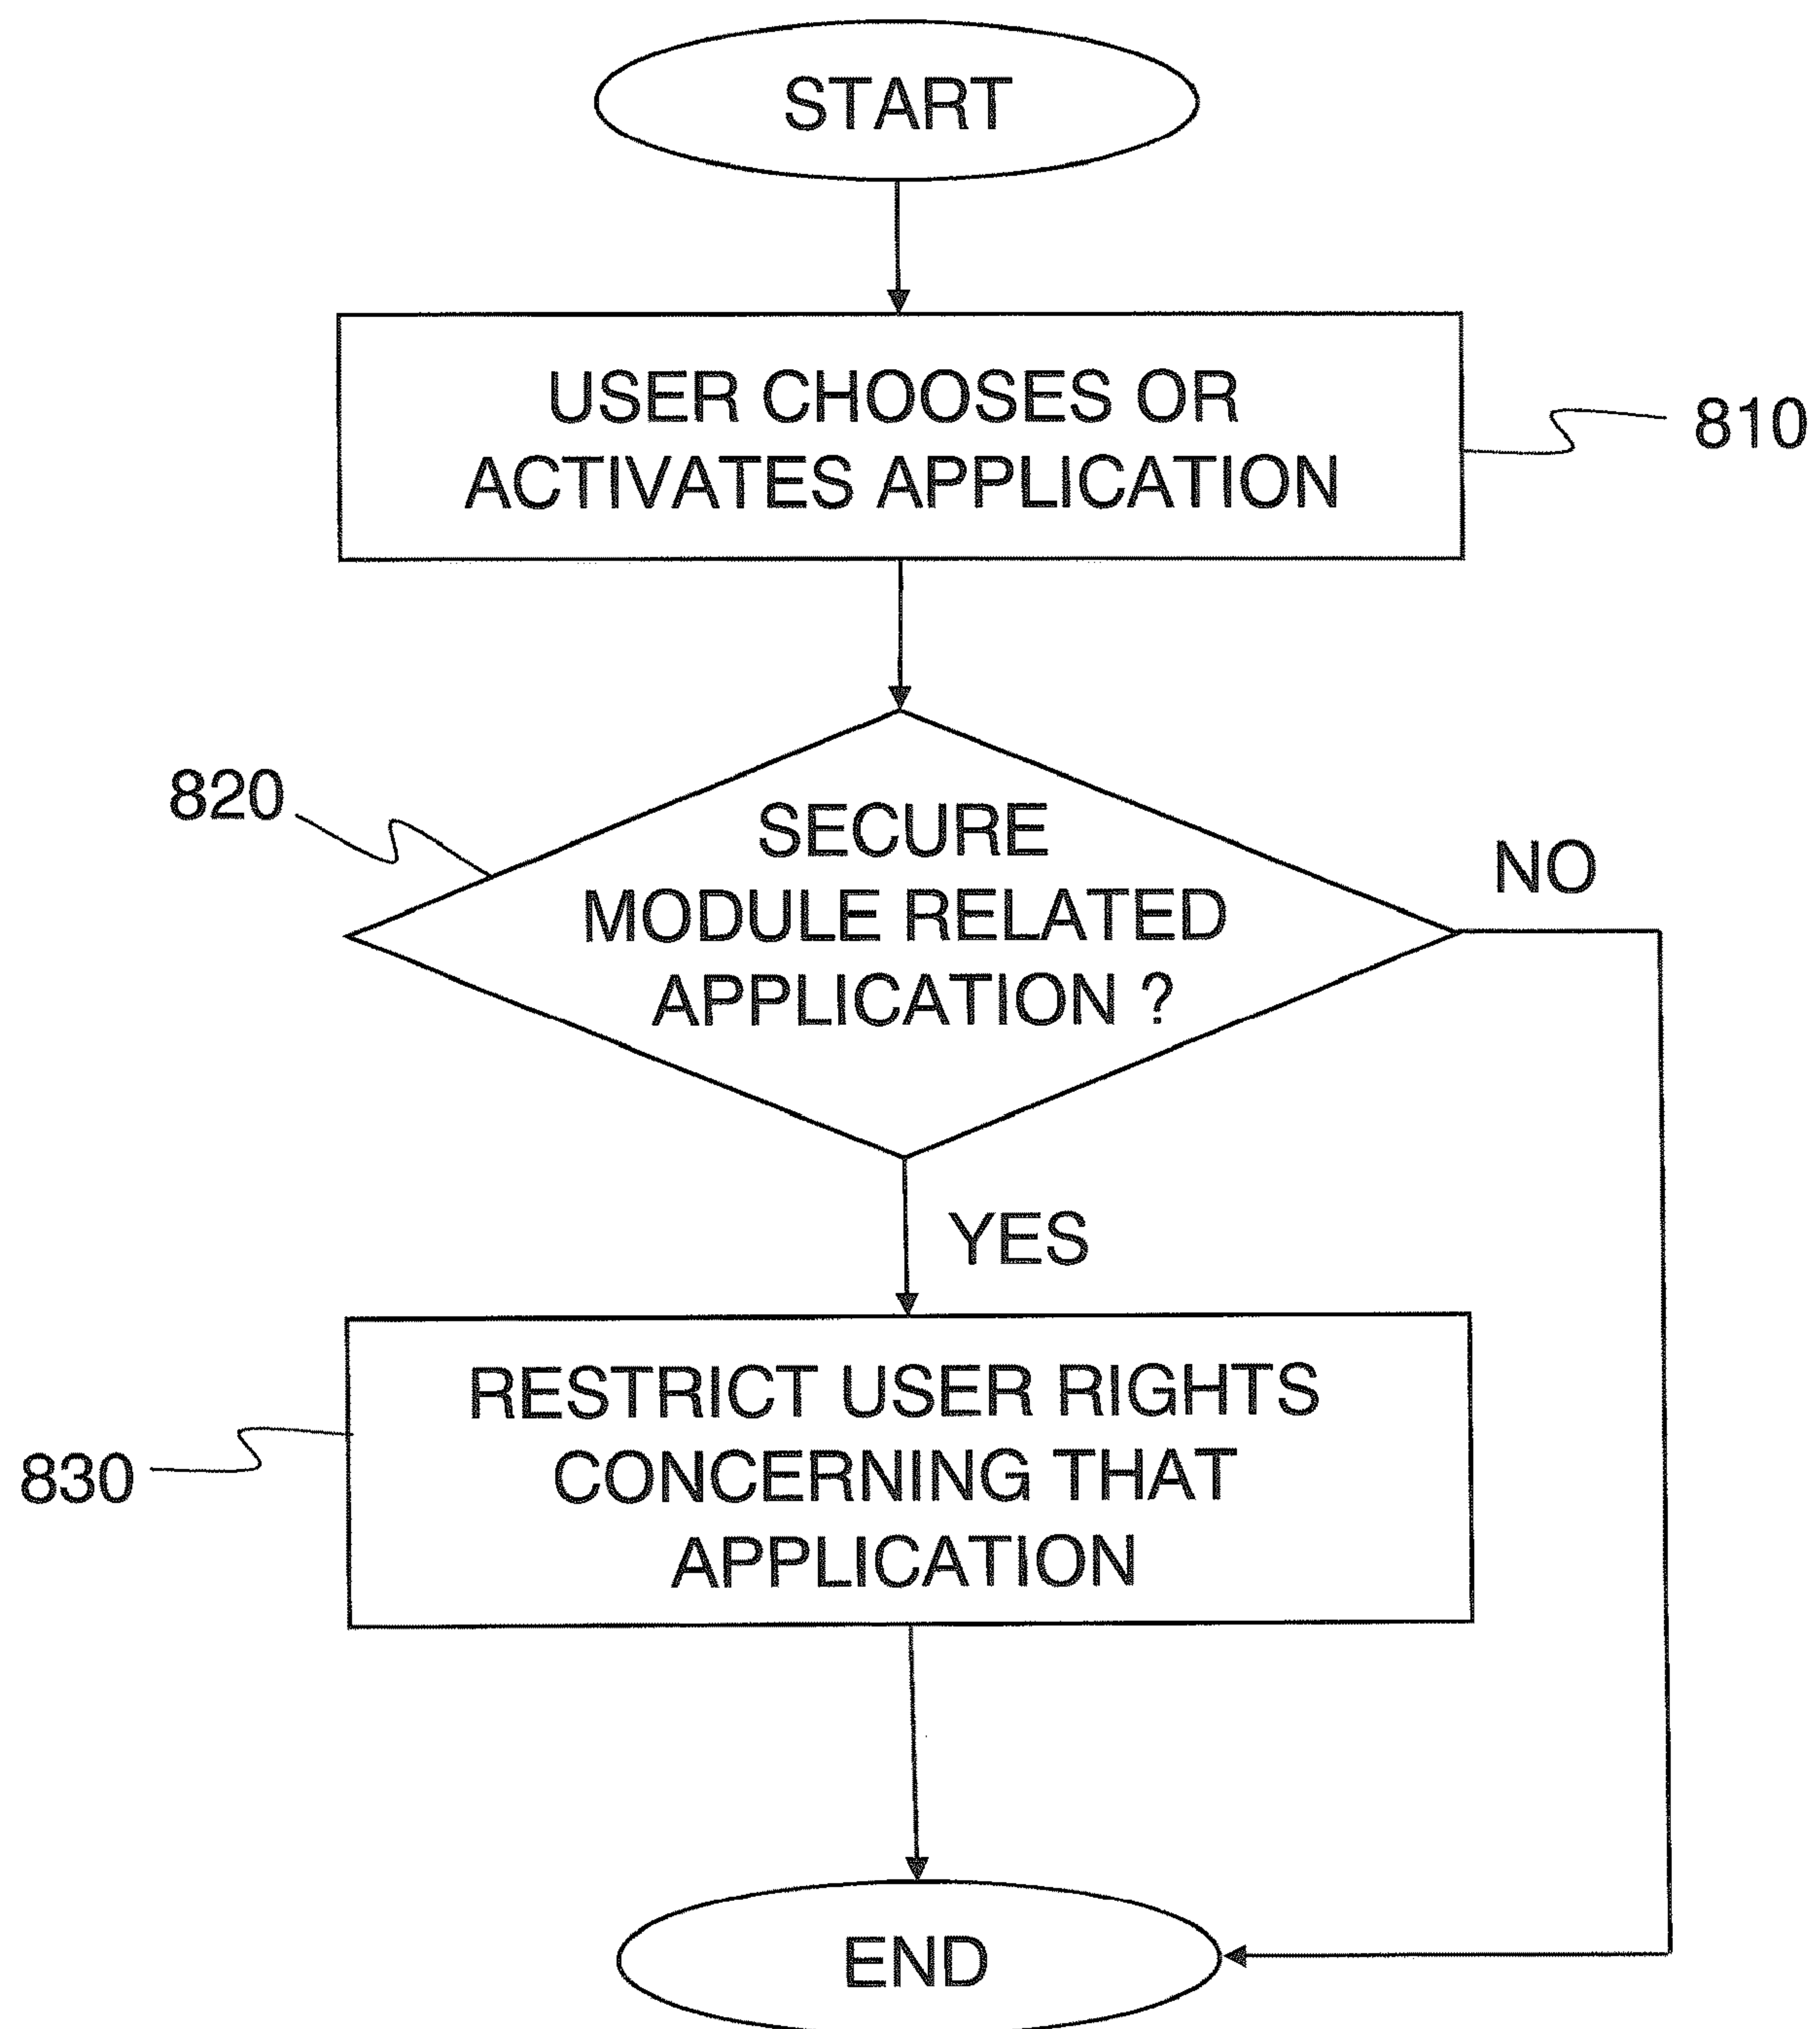 START
USER CHOOSES OR
ACTIVATES APPLICATION
810
820
SECURE
MODULE RELATED
APPLICATION ?
NO
YES
RESTRICT USER RIGHTS
CONCERNING THAT
APPLICATION
830
END